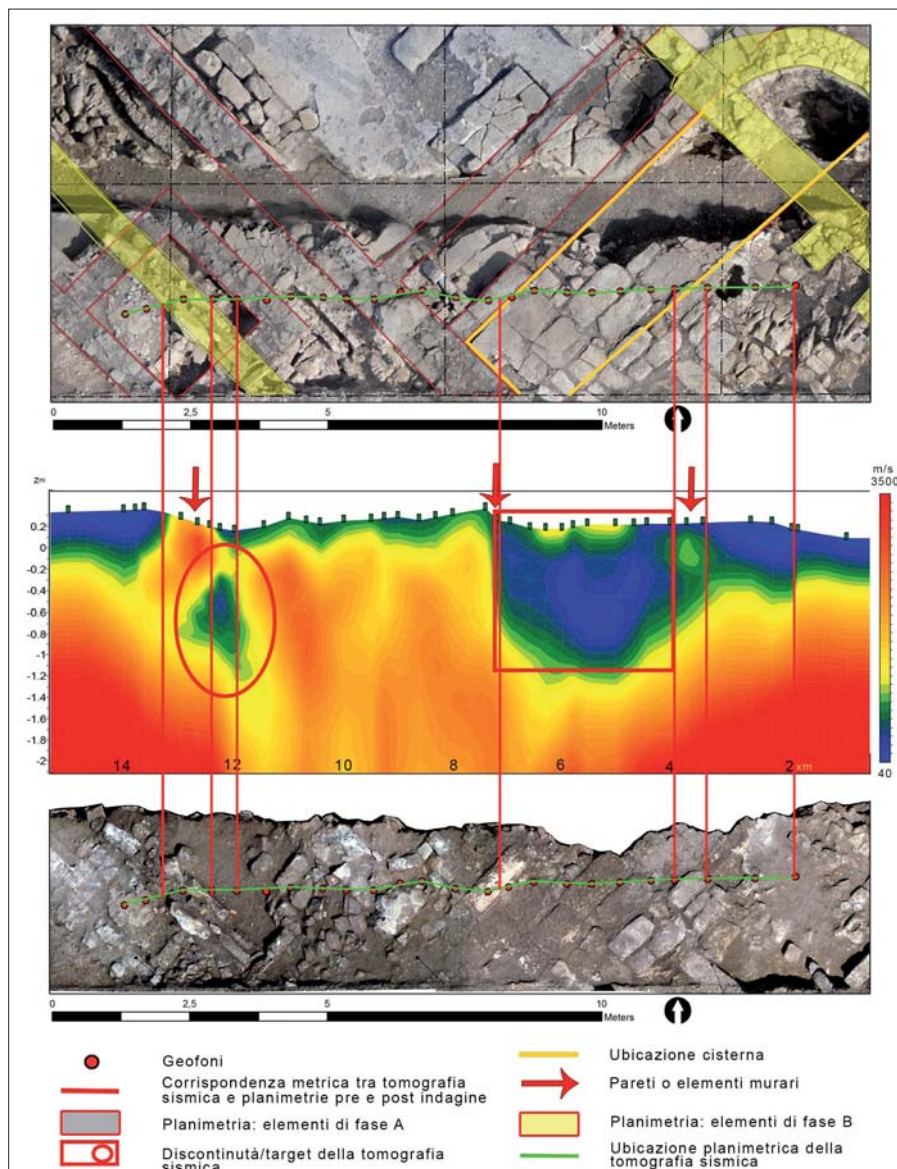 0 2,5 5 10
Meters
Zm
m/s
3500
0.2
0
-0.2
-0.4
-0.6
-0.8
-1
-1.2
-1.4
-1.6
-1.8
-2
14 12 10 8 6 4 2 xm
40
0 2,5 5 10
Meters
Geofoni
Corrispondenza metrica tra tomografia
sismica e planimetrie pre e post indagine
Planimetria: elementi di fase A
Discontinutà/target della tomografia
sismica
Ubicazione cisterna
Pareti o elementi murari
Planimetria: elementi di fase B
Ubicazione planimetrica della
tomografia sismica